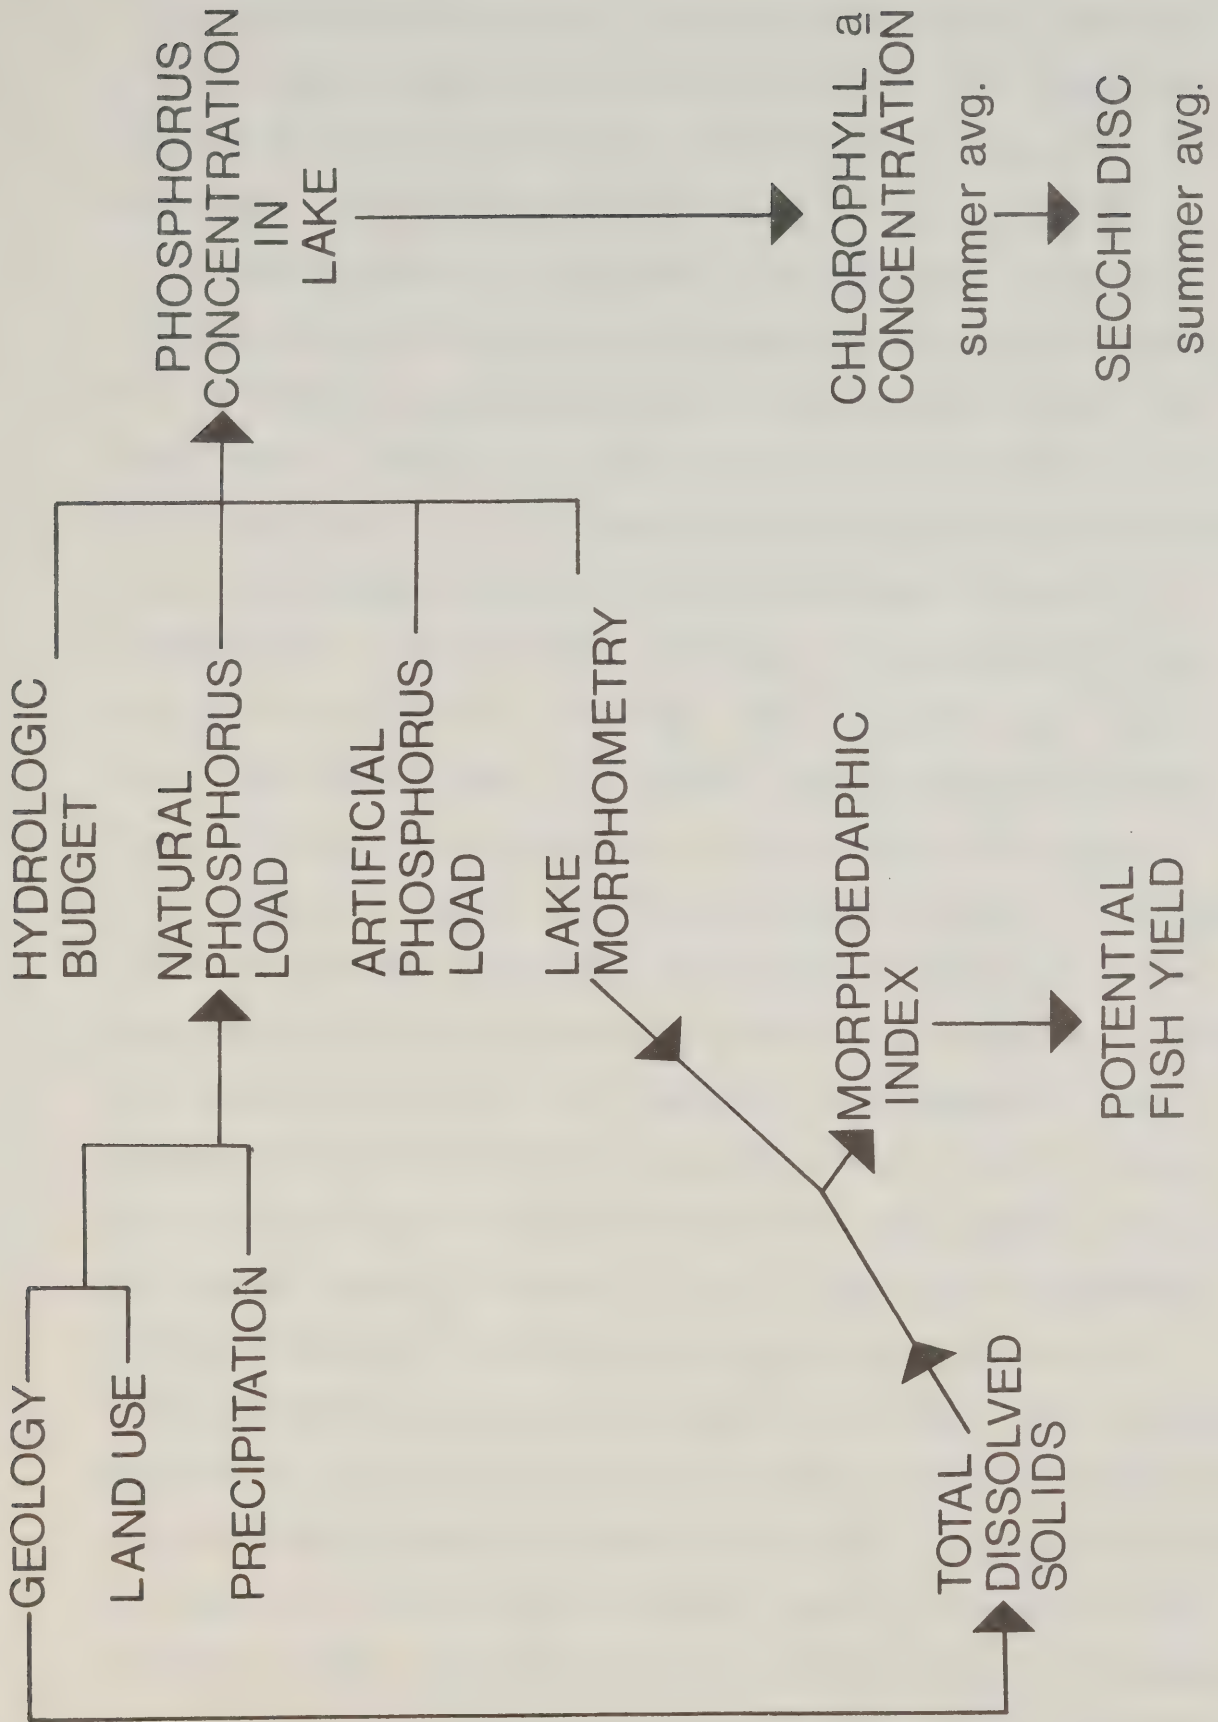 GEOLOGY
LAND USE
PRECIPITATION
HYDROLOGIC
BUDGET
NATURAL
PHOSPHORUS
LOAD
ARTIFICIAL
PHOSPHORUS
LOAD
LAKE
MORPHOMETRY
PHOSPHORUS
CONCENTRATION
IN
LAKE
TOTAL
DISSOLVED
SOLIDS
MORPHOEDAPHIC
INDEX
POTENTIAL
FISH YIELD
CHLOROPHYLL a
CONCENTRATION
summer avg.
SECCHI DISC
summer avg.